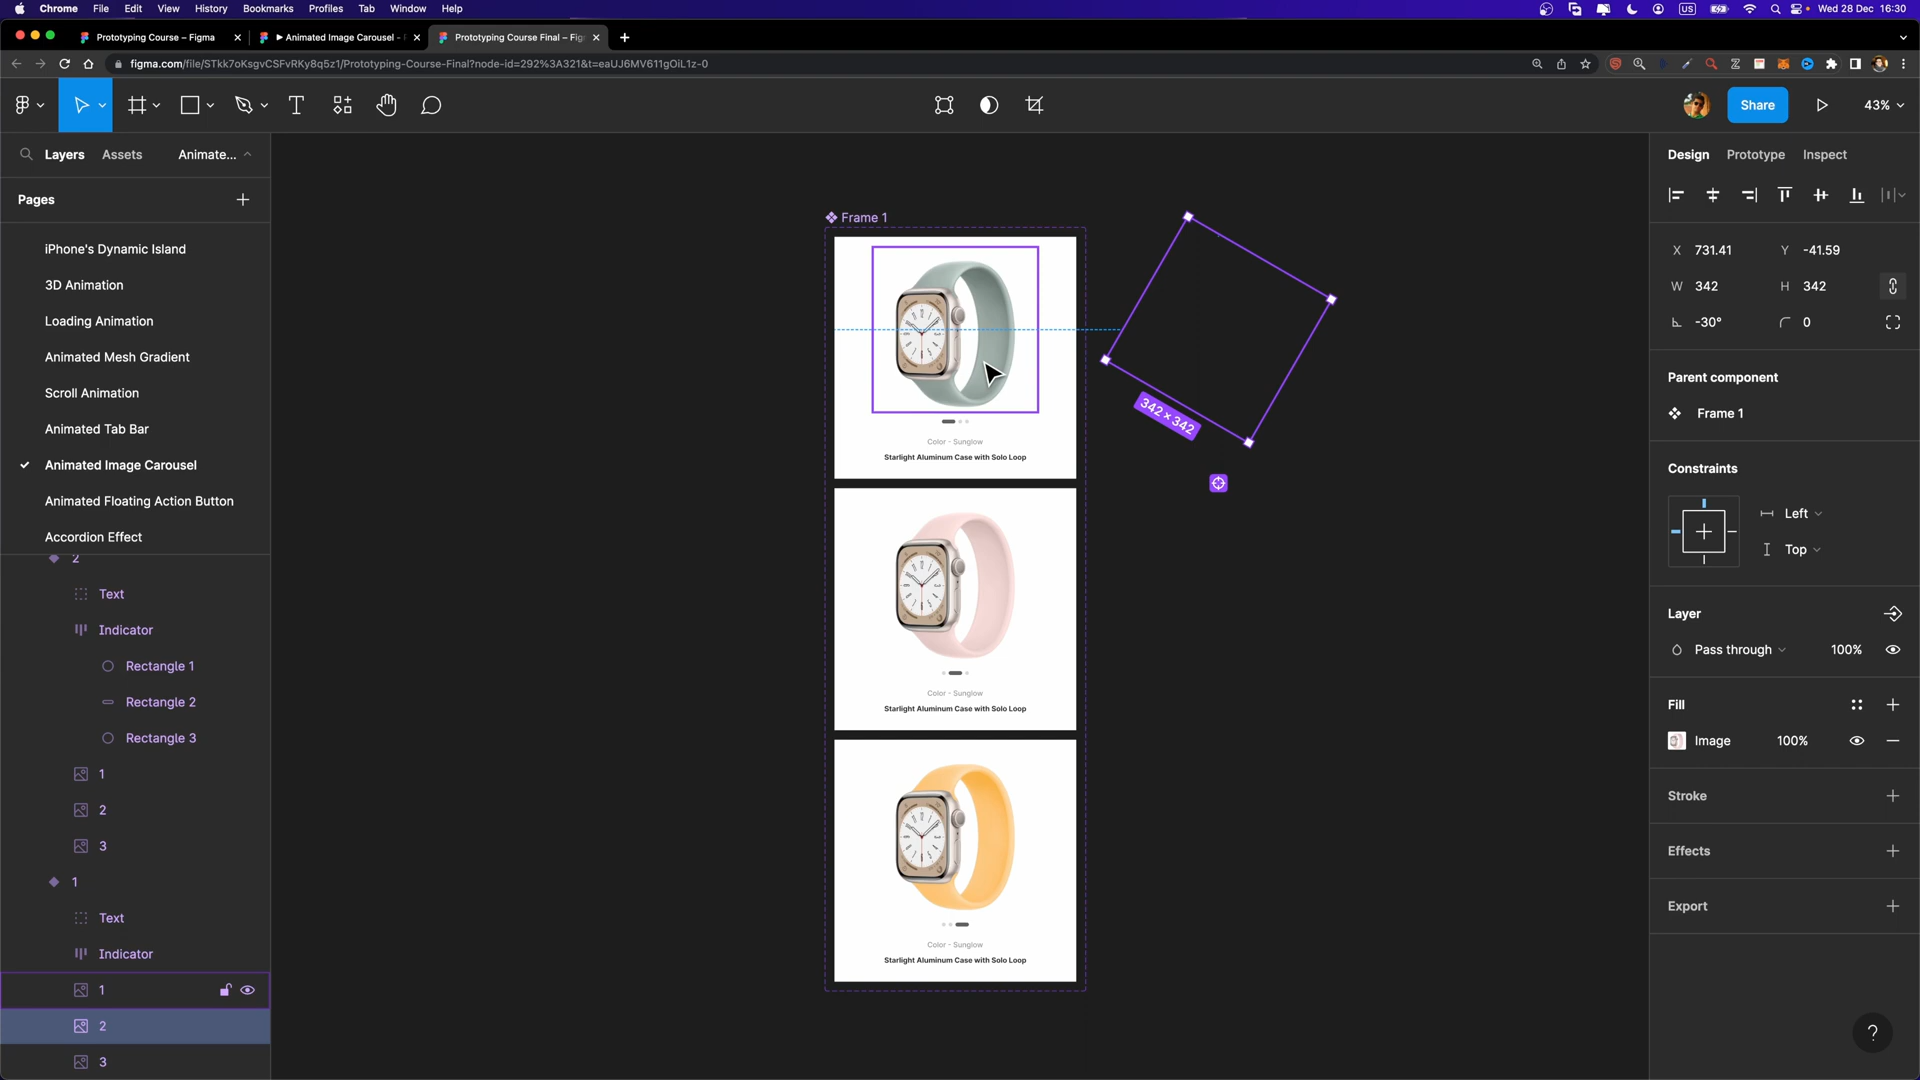 Chrome File Edit View History Bookmarks Profiles Tab Window Help
US
Wed 28 Dec 16:30
Prototyping Course – Figma
Animated Image Carousel -
Prototyping Course Final – Fig
figma.com/file/STkk7oKsgvCSFvRKy8q5z1/Prototyping-Course-Final?node-id=292%3A321&t=eaUJ6MV611gOiL1z-0
Share
43%
Layers
Assets
Animate...
Design
Prototype
Inspect
Pages
iPhone's Dynamic Island
3D Animation
Loading Animation
Animated Mesh Gradient
Scroll Animation
Animated Tab Bar
Animated Image Carousel
Animated Floating Action Button
Accordion Effect
2
Text
Indicator
Rectangle 1
Rectangle 2
Rectangle 3
1
2
3
1
Text
Indicator
1
2
3
Frame 1
Color - Sunglow
Starlight Aluminum Case with Solo Loop
Color - Sunglow
Starlight Aluminum Case with Solo Loop
Color - Sunglow
Starlight Aluminum Case with Solo Loop
342 × 342
X 731.41 Y -41.59
W 342 H 342
-30° 0
Parent component
Frame 1
Constraints
Left
Top
Layer
Pass through 100%
Fill
Image 100%
Stroke
Effects
Export
?